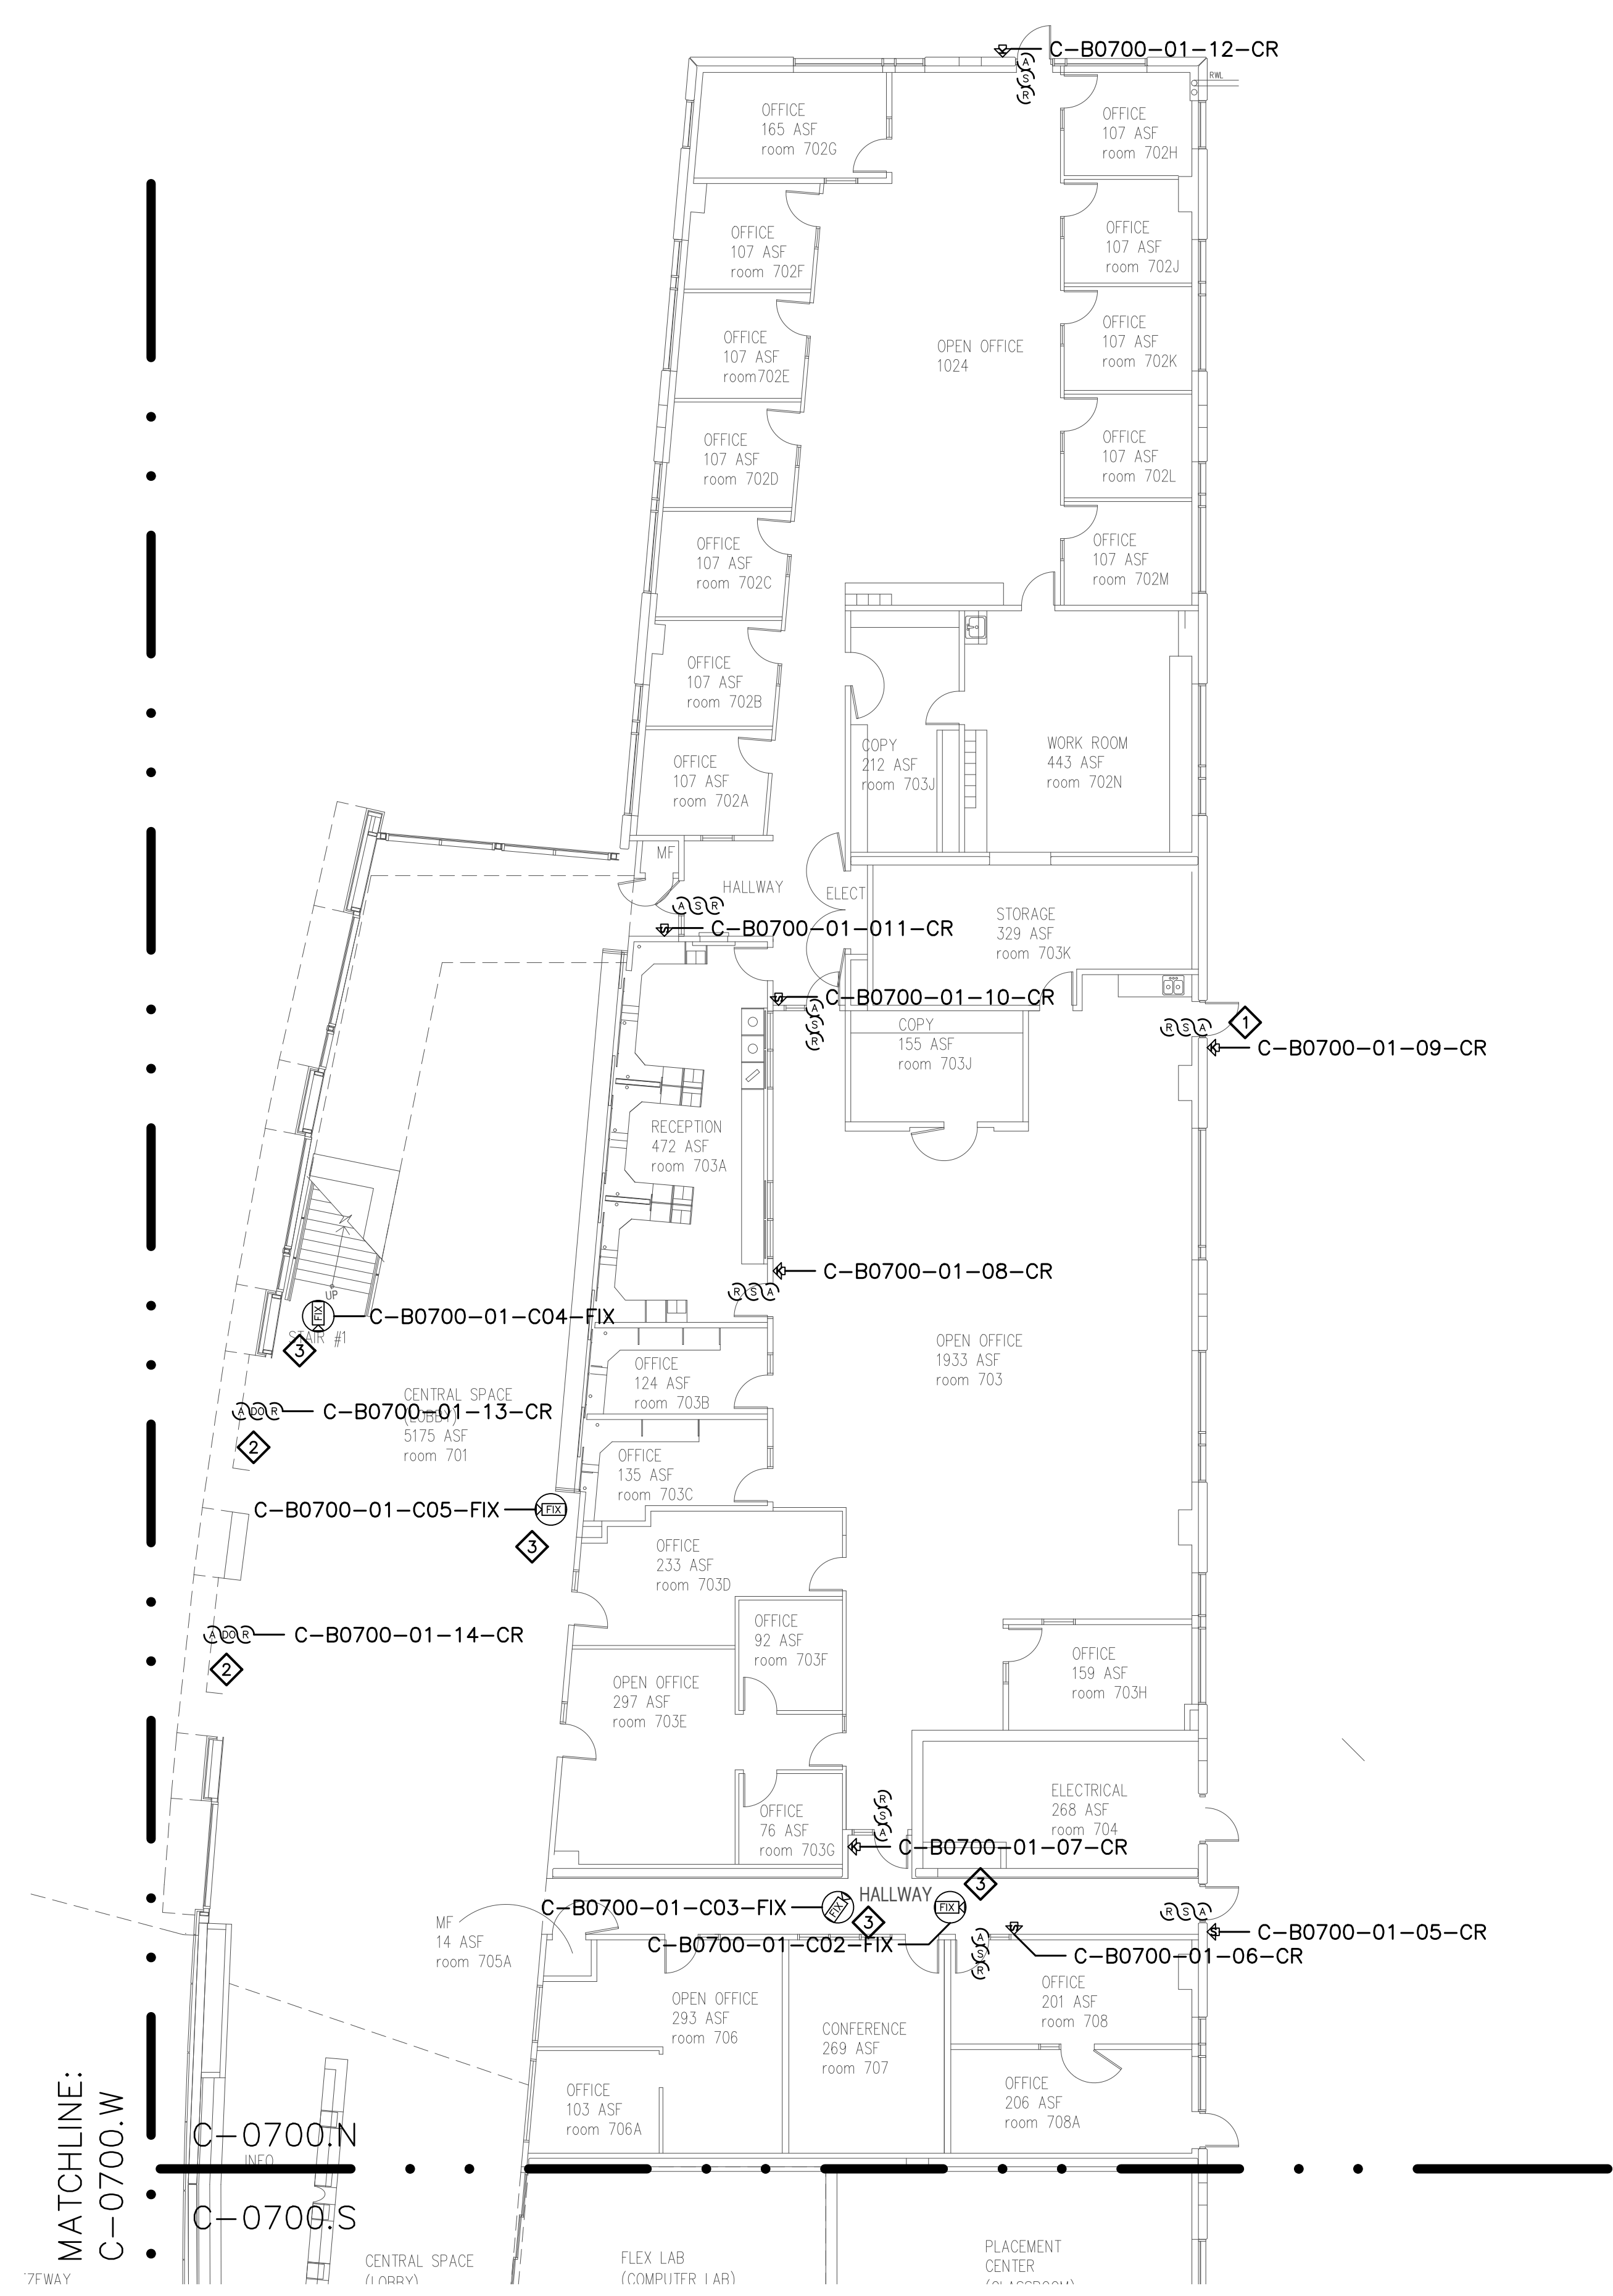 C-B0700-01-12-CR
A
S
R
RWL
OFFICE
165 ASF
room 702G
OFFICE
107 ASF
room 702H
OFFICE
107 ASF
room 702F
OFFICE
107 ASF
room 702J
OFFICE
107 ASF
room702E
OPEN OFFICE
1024
OFFICE
107 ASF
room 702K
OFFICE
107 ASF
room 702D
OFFICE
107 ASF
room 702L
OFFICE
107 ASF
room 702C
OFFICE
107 ASF
room 702M
OFFICE
107 ASF
room 702B
OFFICE
107 ASF
room 702A
COPY
212 ASF
room 703J
WORK ROOM
443 ASF
room 702N
MF
HALLWAY
ELECT
A S R
C-B0700-01-011-CR
STORAGE
329 ASF
room 703K
C-B0700-01-10-CR
A
S
R
COPY
155 ASF
room 703J
R S A
1
C-B0700-01-09-CR
RECEPTION
472 ASF
room 703A
C-B0700-01-08-CR
R S A
UP
FIX
C-B0700-01-C04-FIX
STAIR #1
3
OFFICE
124 ASF
room 703B
OPEN OFFICE
1933 ASF
room 703
CENTRAL SPACE
(LOBBY)
5175 ASF
room 701
A DO R
C-B0700-01-13-CR
2
OFFICE
135 ASF
room 703C
C-B0700-01-C05-FIX
FIX
3
OFFICE
233 ASF
room 703D
A DO R
C-B0700-01-14-CR
2
OFFICE
92 ASF
room 703F
OFFICE
159 ASF
room 703H
OPEN OFFICE
297 ASF
room 703E
ELECTRICAL
268 ASF
room 704
OFFICE
76 ASF
room 703G
R
S
A
C-B0700-01-07-CR
3
HALLWAY
C-B0700-01-C03-FIX
FIX
FIX
3
C-B0700-01-C02-FIX
R S A
C-B0700-01-05-CR
A
S
R
C-B0700-01-06-CR
MF
14 ASF
room 705A
OFFICE
201 ASF
room 708
OPEN OFFICE
293 ASF
room 706
CONFERENCE
269 ASF
room 707
OFFICE
103 ASF
room 706A
OFFICE
206 ASF
room 708A
MATCHLINE:
C-0700.W
C-0700.N
INFO
C-0700.S
CENTRAL SPACE
(LOBBY)
FLEX LAB
(COMPUTER LAB)
PLACEMENT
CENTER
(CLASSROOM)